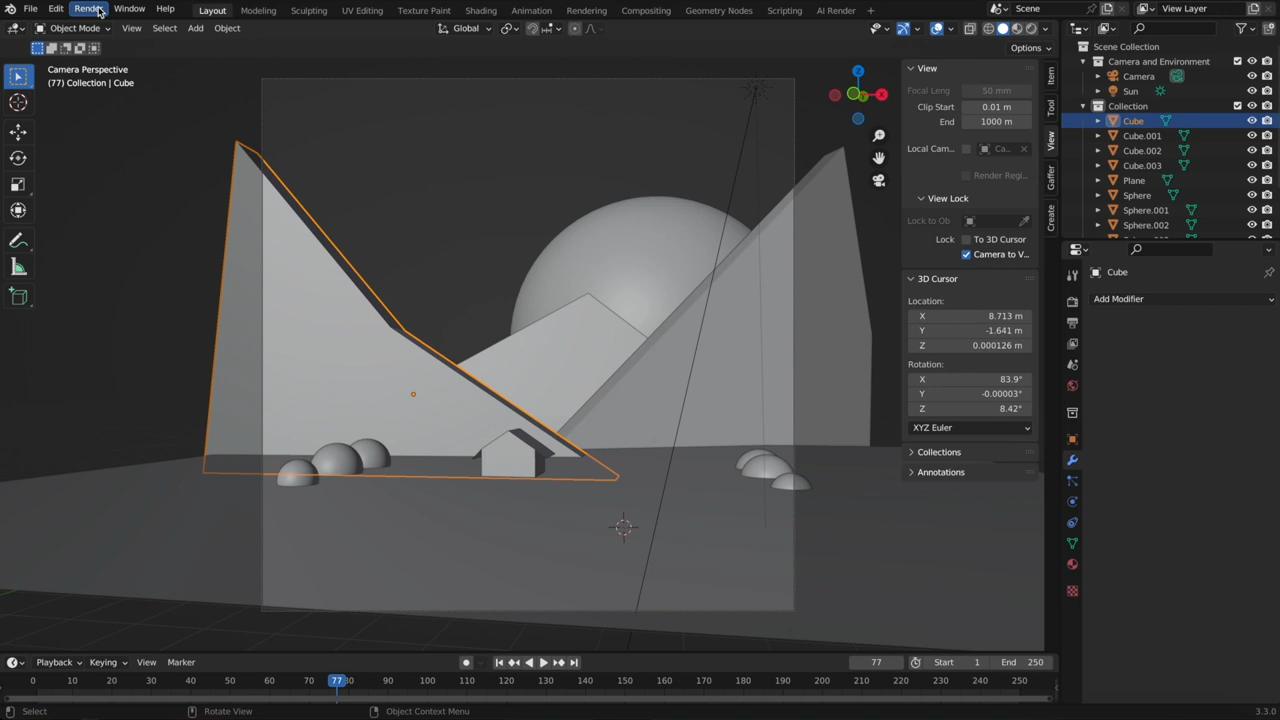 File Edit Render Window Help Layout Modeling Sculpting UV Editing Texture Paint Shading Animation Rendering Compositing Geometry Nodes Scripting AI Render + Scene View Layer
Object Mode View Select Add Object Global
Options
Camera Perspective
(77) Collection | Cube
View
Focal Leng... 50 mm
Clip Start 0.01 m
End 1000 m
Local Cam... Ca...
Render Regi...
View Lock
Lock to Ob
Lock To 3D Cursor
Camera to V...
3D Cursor
Location:
X 8.713 m
Y -1.641 m
Z 0.000126 m
Rotation:
X 83.9°
Y -0.00003°
Z 8.42°
XYZ Euler
Collections
Annotations
Item
Tool
View
Gaffer
Create
Z
X
Y
Scene Collection
Camera and Environment
Camera
Sun
Collection
Cube
Cube.001
Cube.002
Cube.003
Plane
Sphere
Sphere.001
Sphere.002
Cube
Add Modifier
Playback Keying View Marker 77 Start 1 End 250
0 10 20 30 40 50 60 70 77 80 90 100 110 120 130 140 150 160 170 180 190 200 210 220 230 240 250
Select Rotate View Object Context Menu 3.3.0